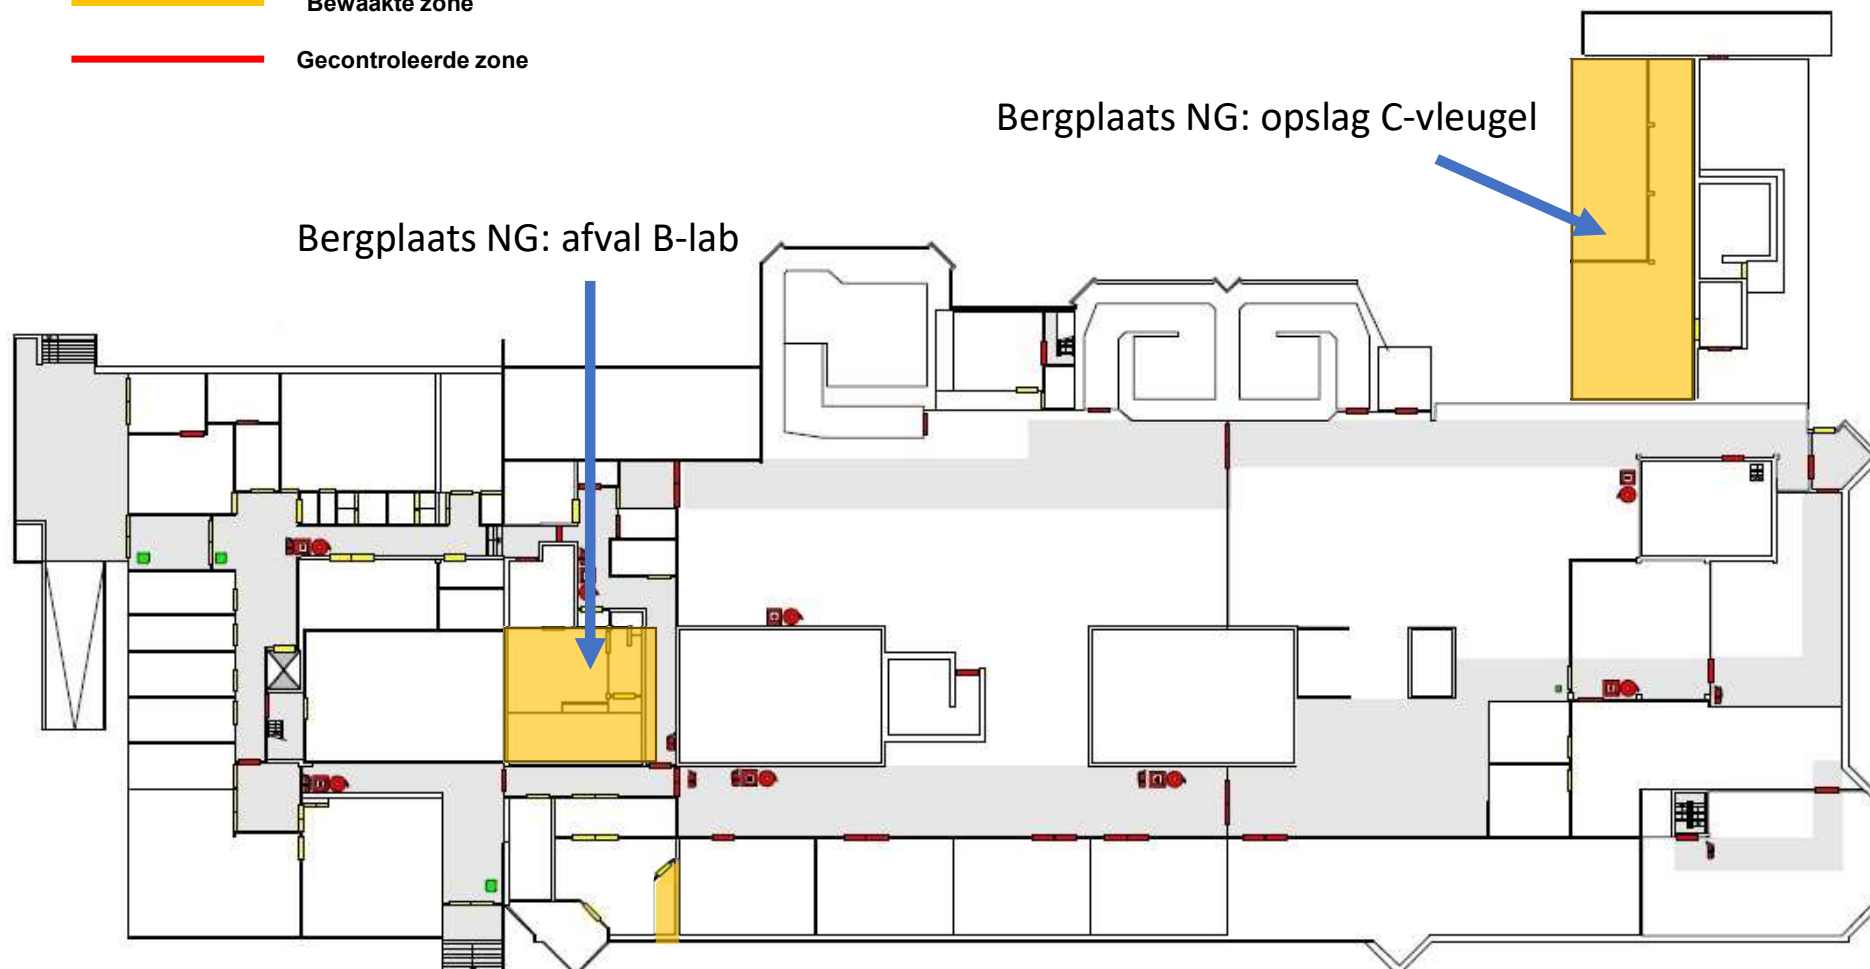 Bewaakte zone
Gecontroleerde zone
Bergplaats NG: opslag C-vleugel
Bergplaats NG: afval B-lab